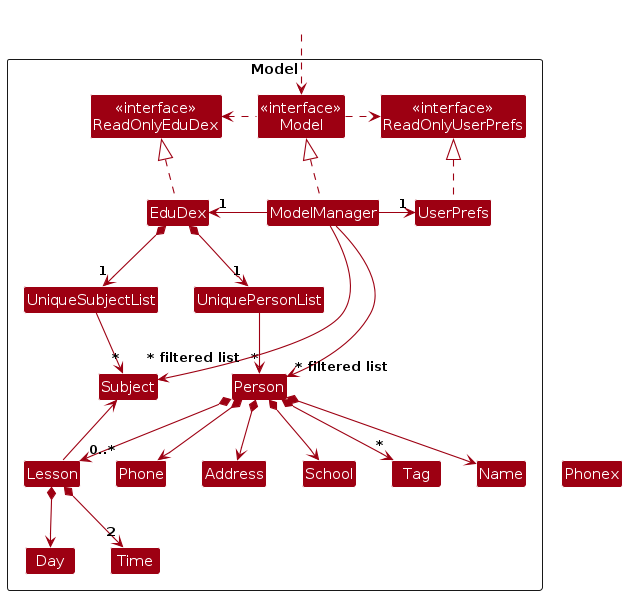 Model
«interface»
ReadOnlyEduDex
«interface»
Model
«interface»
ReadOnlyUserPrefs
EduDex
1
ModelManager
1
UserPrefs
1
1
UniqueSubjectList
UniquePersonList
*
* filtered list
*
* filtered list
Subject
Person
0..*
*
Lesson
Phone
Address
School
Tag
Name
Phonex
2
Day
Time